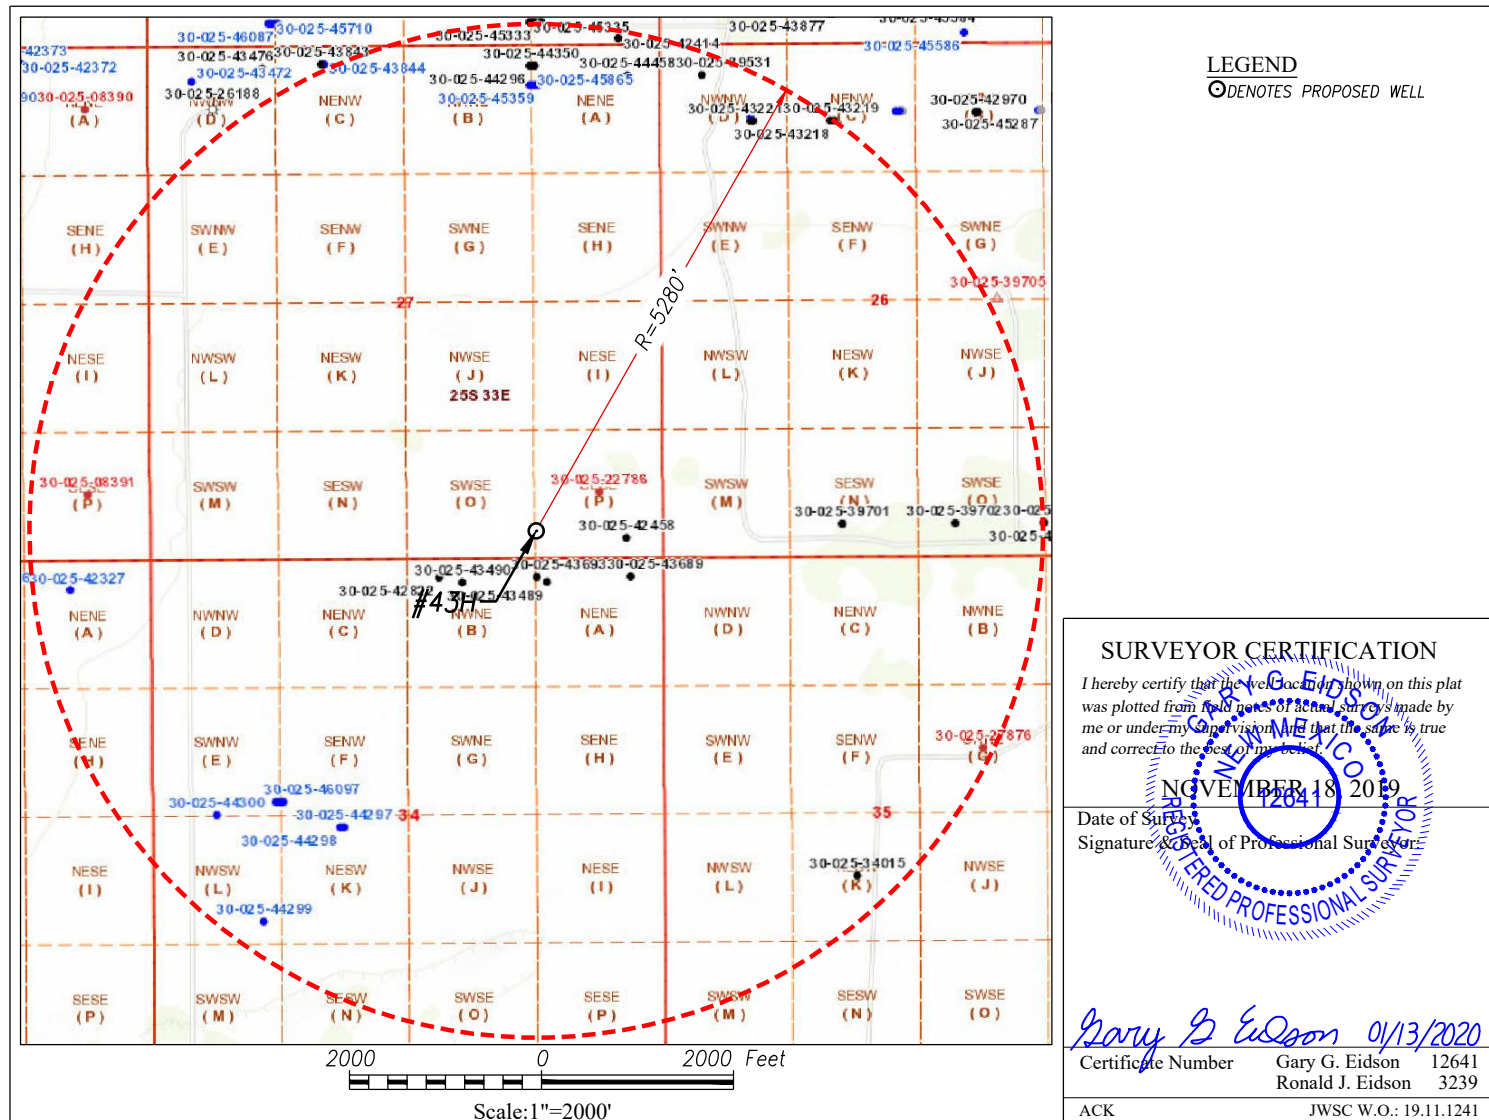 30-025-45710
30-025-46087
30-025-45335
30-025-45333
30-025-43877
30-025-42414
30-025-45586
-42373
30-025-43476
30-025-43843
30-025-44350
30-025-44458
30-025-39531
30-025-42372
30-025-43472
30-025-43844
30-025-44296
30-025-45865
30-025-08390
30-025-26188
30-025-45359
30-025-42970
30-025-43219
30-025-43218
30-025-45287
NENW
NENE
NWNW
(A) (D) (C) (B) (A) (D) (C)
SENE SWNW SENW SWNE SENE SWNW SENW SWNE
(H) (E) (F) (G) (H) (E) (F) (G)
R=5280'
30-025-39705
27
26
NESE NWSW NESW NWSE NESE NWSW NESW NWSE
(I) (L) (K) (J) (I) (L) (K) (J)
25S 33E
30-025-08391
30-025-22786
SWSW SESW SWSE SWSW SESW SWSE
(P) (M) (N) (O) (P) (M) (N) (O)
30-025-39701
30-025-39702
30-025
30-025-42458
30-025-4
30-025-43490
30-025-43693
30-025-43689
30-025-42327
30-025-43489
#43H
NENE NWNW NENW NWNE NENE NWNW NENW NWNE
(A) (D) (C) (B) (A) (D) (C) (B)
30-025-27876
SENE SWNW SENW SWNE SENE SWNW SENW
(H) (E) (F) (G) (H) (E) (F) (G)
30-025-46097
30-025-44300
30-025-44297
34
35
30-025-44298
30-025-34015
NESE NWSW NESW NWSE NESE NWSW NWSE
(I) (L) (K) (J) (I) (L) (K) (J)
30-025-44299
SESE SWSW SESW SWSE SESE SWSW SESW SWSE
(P) (M) (N) (O) (P) (M) (N) (O)
2000 0 2000 Feet
Scale:1"=2000'
LEGEND
DENOTES PROPOSED WELL
SURVEYOR CERTIFICATION
I hereby certify that the well location shown on this plat
was plotted from field notes of actual surveys made by
me or under my supervision, and that the same is true
and correct to the best of my belief.
NOVEMBER 18, 2019
Date of Survey
Signature & Seal of Professional Surveyor:
GARY G. EIDSON
NEW MEXICO
12641
REGISTERED PROFESSIONAL SURVEYOR
Gary G Eidson 01/13/2020
Certificate Number Gary G. Eidson 12641
Ronald J. Eidson 3239
ACK JWSC W.O.: 19.11.1241